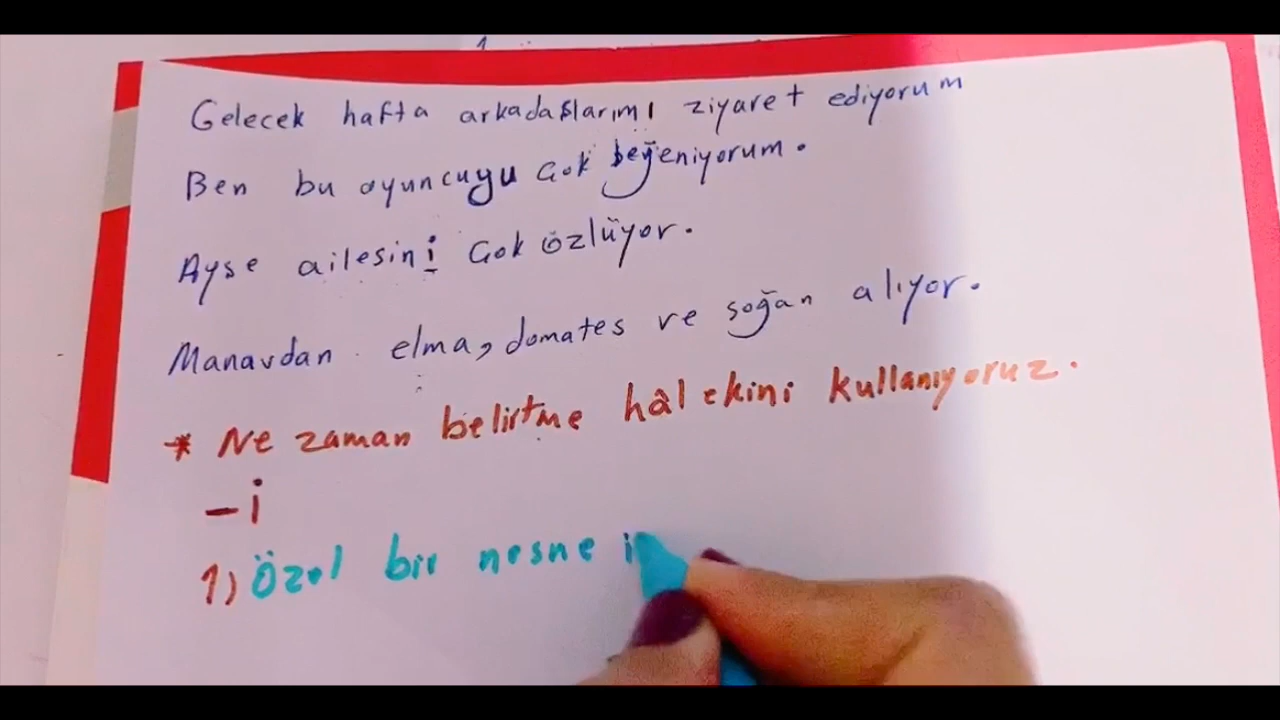 Gelecek hafta arkadaşlarımı ziyaret ediyorum
Ben bu oyuncuyu çok beğeniyorum.
Ayşe ailesini çok özlüyor.
Manavdan elma, domates ve soğan alıyor.
* Ne zaman belirtme hâl ekini kullanıyoruz.
-i
1) Özel bir nesne i